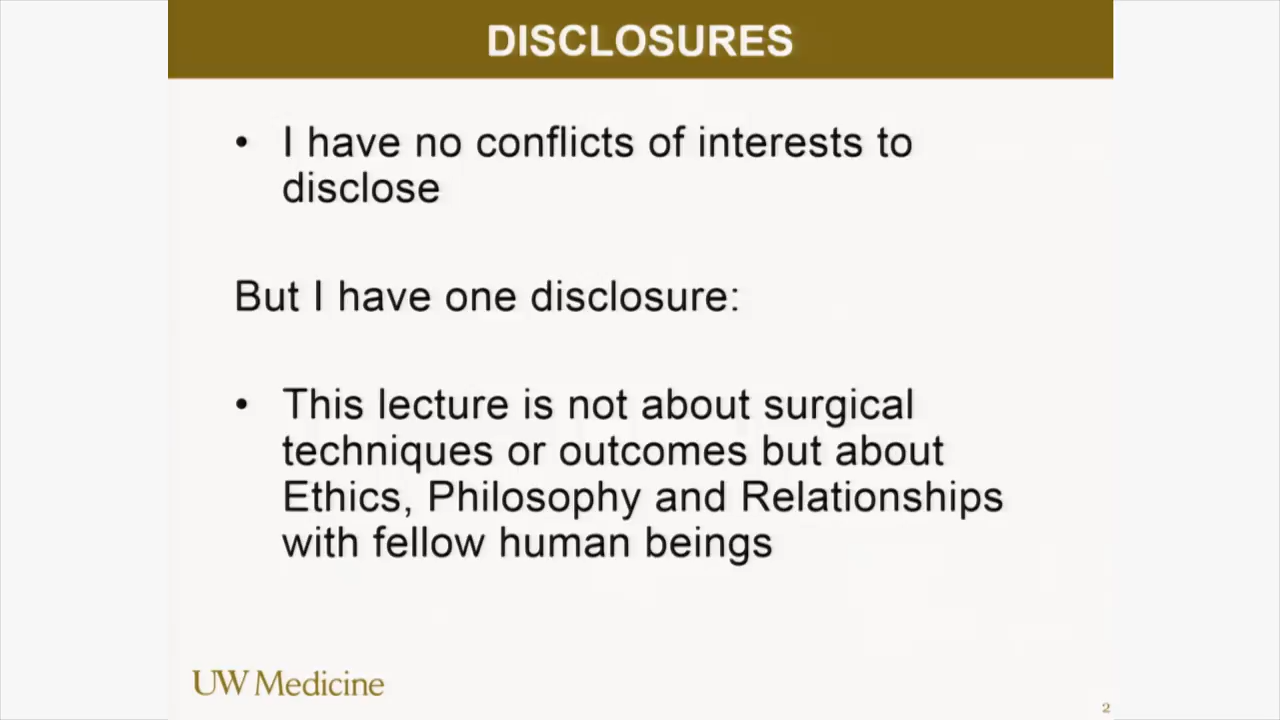 DISCLOSURES
• I have no conflicts of interests to
disclose
But I have one disclosure:
• This lecture is not about surgical
techniques or outcomes but about
Ethics, Philosophy and Relationships
with fellow human beings
UW Medicine
2